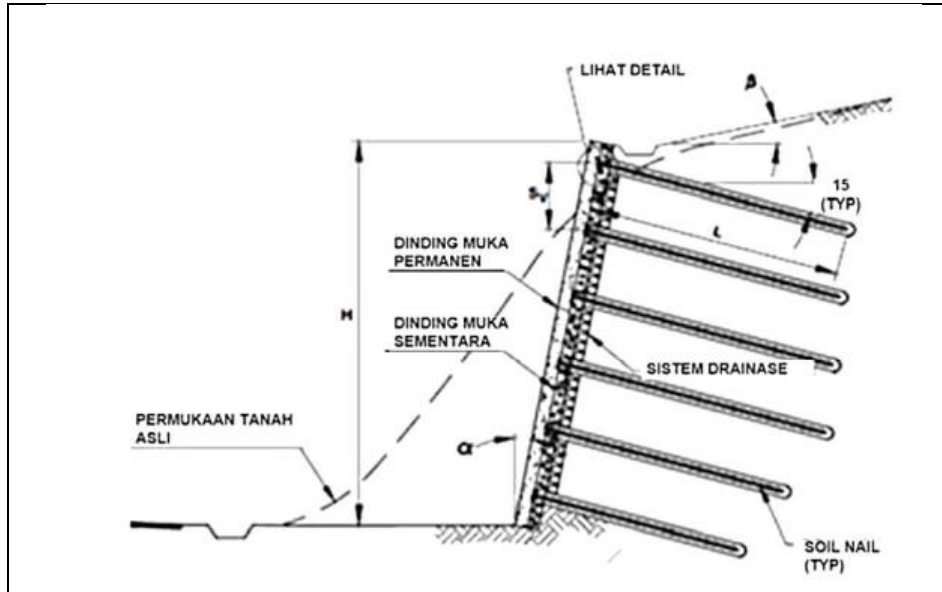 LIHAT DETAIL
β
15
(TYP)
L
DINDING MUKA
PERMANEN
H
DINDING MUKA
SEMENTARA
SISTEM DRAINASE
PERMUKAAN TANAH
ASLI
α
SOIL NAIL
(TYP)